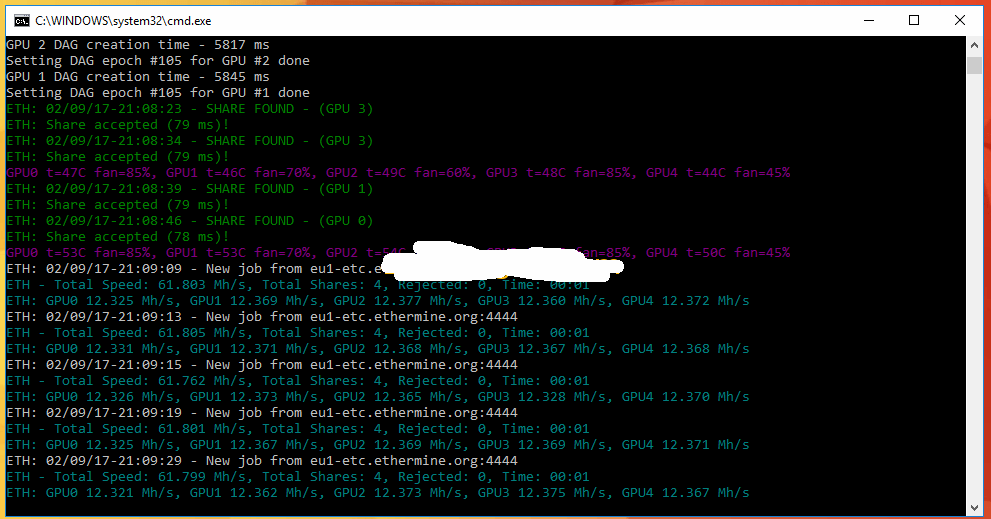 C:\WINDOWS\system32\cmd.exe
GPU 2 DAG creation time - 5817 ms
Setting DAG epoch #105 for GPU #2 done
GPU 1 DAG creation time - 5845 ms
Setting DAG epoch #105 for GPU #1 done
ETH: 02/09/17-21:08:23 - SHARE FOUND - (GPU 3)
ETH: Share accepted (79 ms)!
ETH: 02/09/17-21:08:34 - SHARE FOUND - (GPU 3)
ETH: Share accepted (79 ms)!
GPU0 t=47C fan=85%, GPU1 t=46C fan=70%, GPU2 t=49C fan=60%, GPU3 t=48C fan=85%, GPU4 t=44C fan=45%
ETH: 02/09/17-21:08:39 - SHARE FOUND - (GPU 1)
ETH: Share accepted (79 ms)!
ETH: 02/09/17-21:08:46 - SHARE FOUND - (GPU 0)
ETH: Share accepted (78 ms)!
GPU0 t=53C fan=85%, GPU1 t=53C fan=70%, GPU2 t=54C =85%, GPU4 t=50C fan=45%
ETH: 02/09/17-21:09:09 - New job from eu1-etc.e
ETH - Total Speed: 61.803 Mh/s, Total Shares: 4, Rejected: 0, Time: 00:01
ETH: GPU0 12.325 Mh/s, GPU1 12.369 Mh/s, GPU2 12.377 Mh/s, GPU3 12.360 Mh/s, GPU4 12.372 Mh/s
ETH: 02/09/17-21:09:13 - New job from eu1-etc.ethermine.org:4444
ETH - Total Speed: 61.805 Mh/s, Total Shares: 4, Rejected: 0, Time: 00:01
ETH: GPU0 12.331 Mh/s, GPU1 12.371 Mh/s, GPU2 12.368 Mh/s, GPU3 12.367 Mh/s, GPU4 12.368 Mh/s
ETH: 02/09/17-21:09:15 - New job from eu1-etc.ethermine.org:4444
ETH - Total Speed: 61.762 Mh/s, Total Shares: 4, Rejected: 0, Time: 00:01
ETH: GPU0 12.326 Mh/s, GPU1 12.373 Mh/s, GPU2 12.365 Mh/s, GPU3 12.328 Mh/s, GPU4 12.370 Mh/s
ETH: 02/09/17-21:09:19 - New job from eu1-etc.ethermine.org:4444
ETH - Total Speed: 61.801 Mh/s, Total Shares: 4, Rejected: 0, Time: 00:01
ETH: GPU0 12.325 Mh/s, GPU1 12.367 Mh/s, GPU2 12.369 Mh/s, GPU3 12.369 Mh/s, GPU4 12.371 Mh/s
ETH: 02/09/17-21:09:29 - New job from eu1-etc.ethermine.org:4444
ETH - Total Speed: 61.799 Mh/s, Total Shares: 4, Rejected: 0, Time: 00:01
ETH: GPU0 12.321 Mh/s, GPU1 12.362 Mh/s, GPU2 12.373 Mh/s, GPU3 12.375 Mh/s, GPU4 12.367 Mh/s